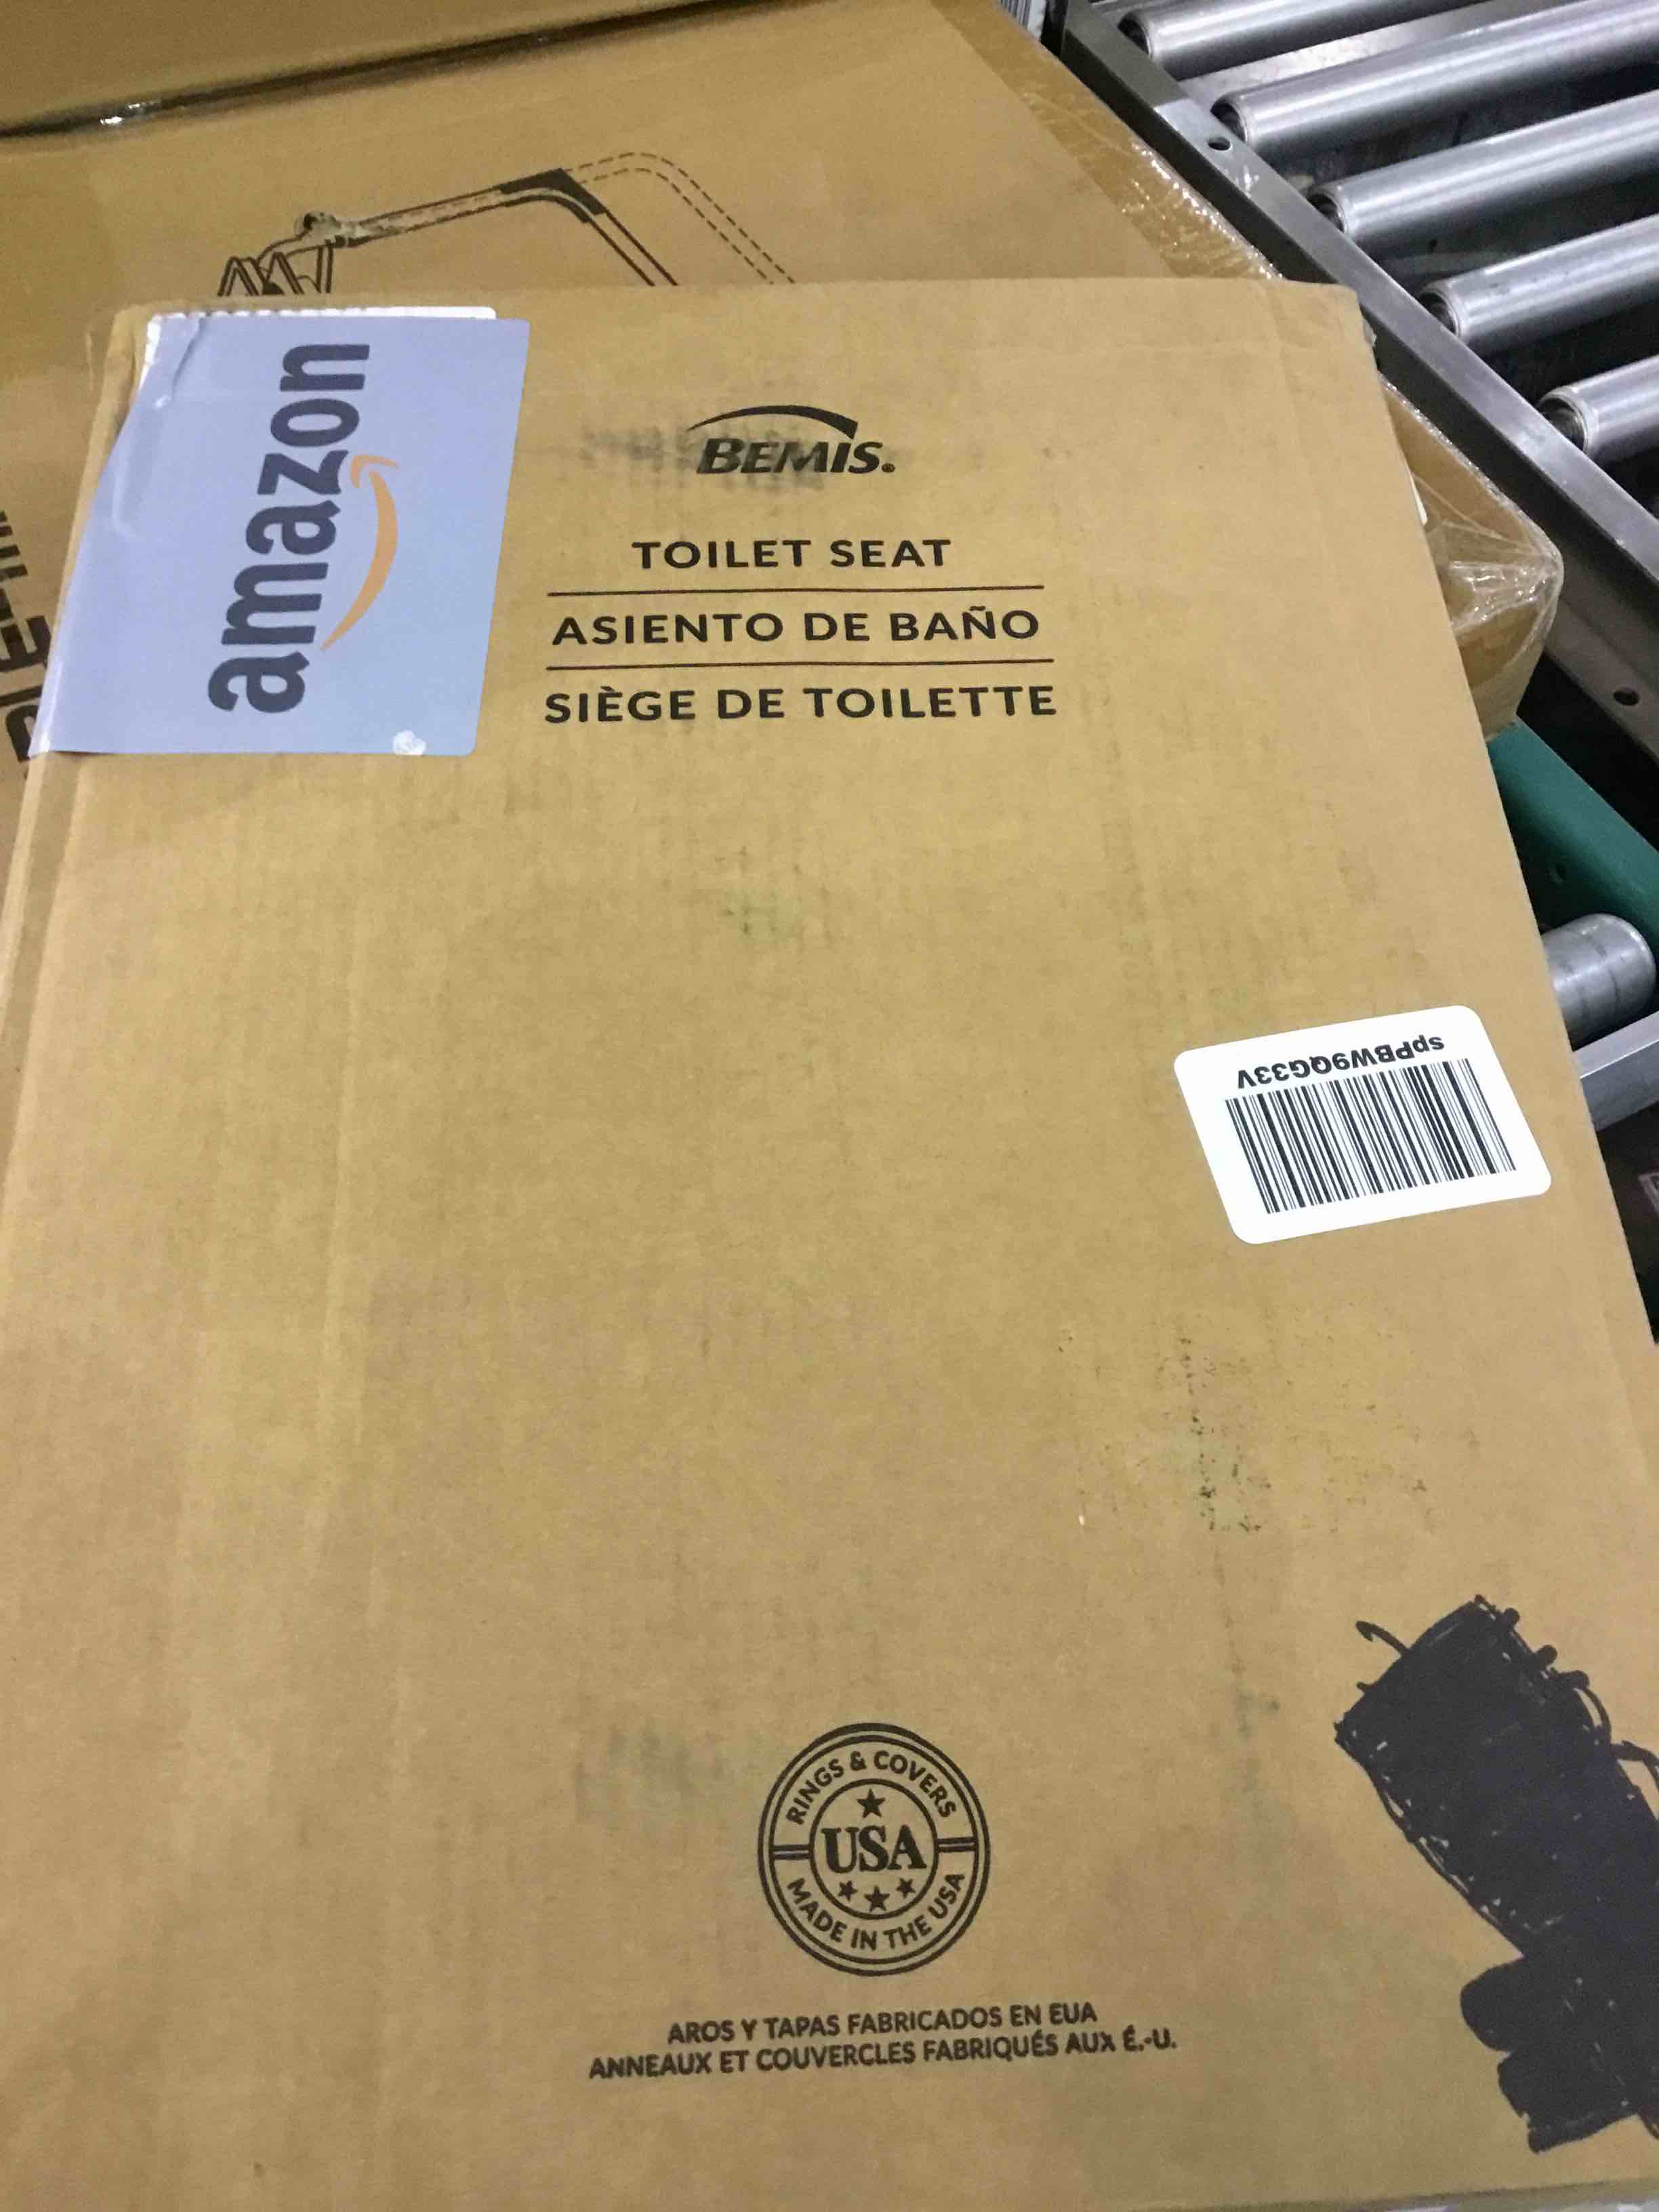 amazon
BEMIS.
TOILET SEAT
ASIENTO DE BAÑO
SIÈGE DE TOILETTE
spPBW9QG33V
RINGS & COVERS
USA
MADE IN THE USA
AROS Y TAPAS FABRICADOS EN EUA
ANNEAUX ET COUVERCLES FABRIQUÉS AUX É.-U.